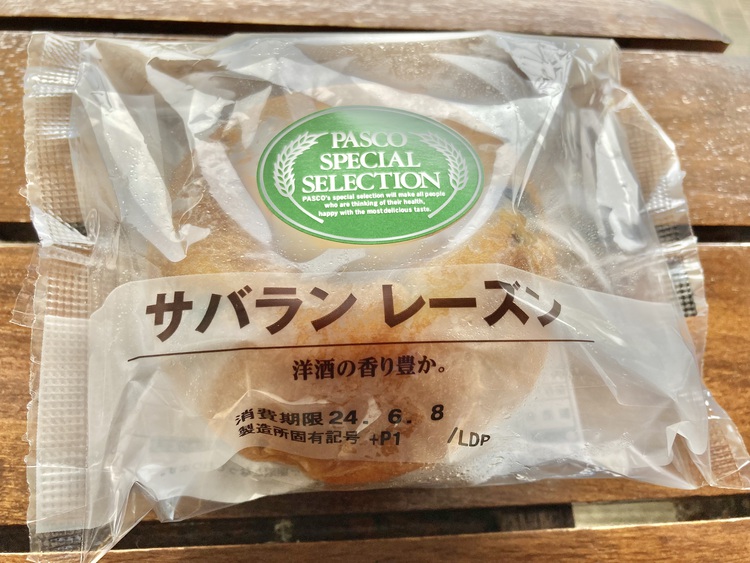 PASCO
SPECIAL
SELECTION
PASCO's special selection will make all people
who are thinking of their health,
happy with the most delicious taste.
サバラン レーズン
洋酒の香り豊か。
消費期限 24. 6. 8
製造所固有記号 +P1 /LDP